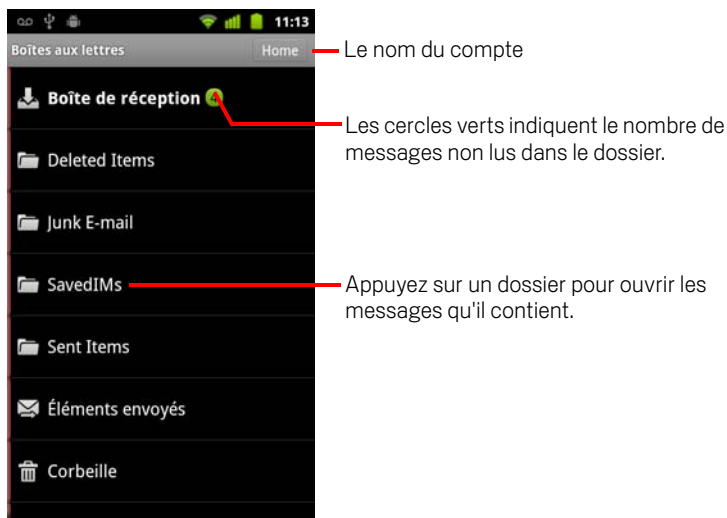 11:13
Boîtes aux lettres Home
Le nom du compte
Boîte de réception 4
Les cercles verts indiquent le nombre de
messages non lus dans le dossier.
Deleted Items
Junk E-mail
SavedIMs
Appuyez sur un dossier pour ouvrir les
messages qu'il contient.
Sent Items
Éléments envoyés
Corbeille